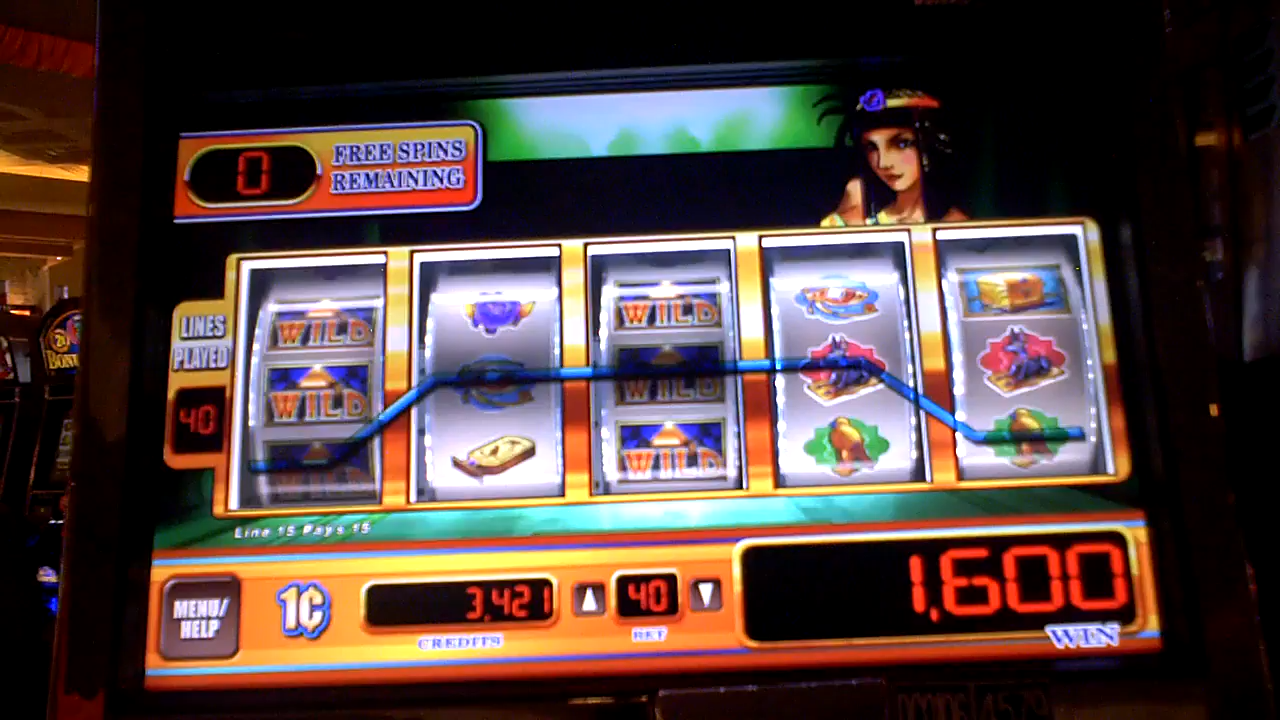 0
FREE SPINS
REMAINING
LINES
PLAYED
40
WILD
WILD
WILD
WILD
WILD
WILD
Line 15 Pays 15
MENU/
HELP
1¢
3,421
CREDITS
40
BET
1,600
WIN